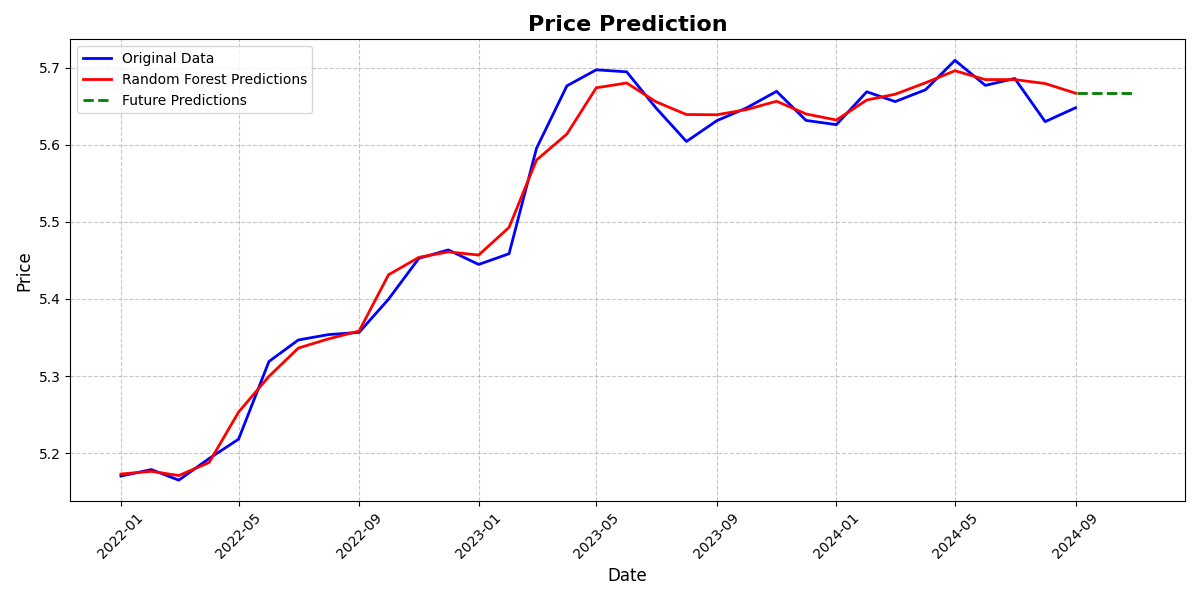 Price Prediction
Original Data
Random Forest Predictions
Future Predictions
Price
5.7
5.6
5.5
5.4
5.3
5.2
2022-01
2022-05
2022-09
2023-01
2023-05
2023-09
2024-01
2024-05
2024-09
Date